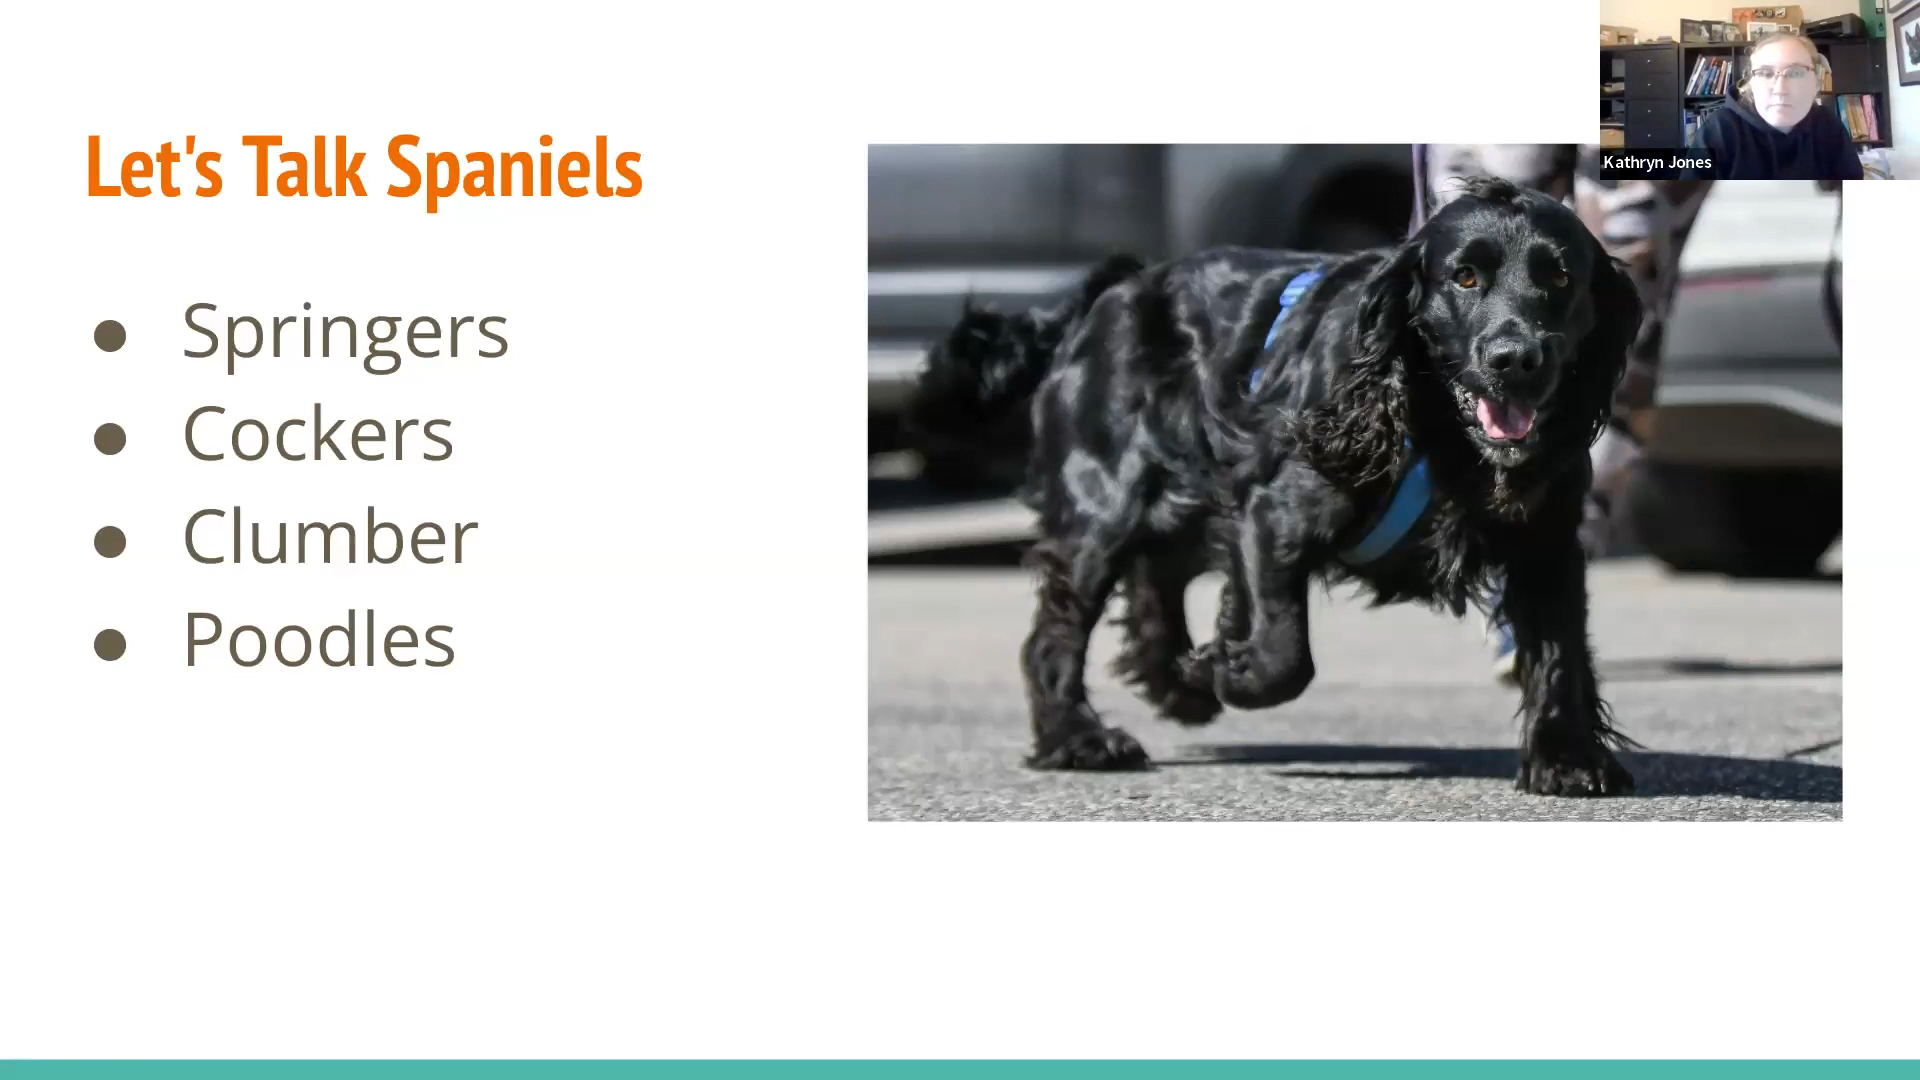 Let's Talk Spaniels
● Springers
● Cockers
● Clumber
● Poodles
Kathryn Jones